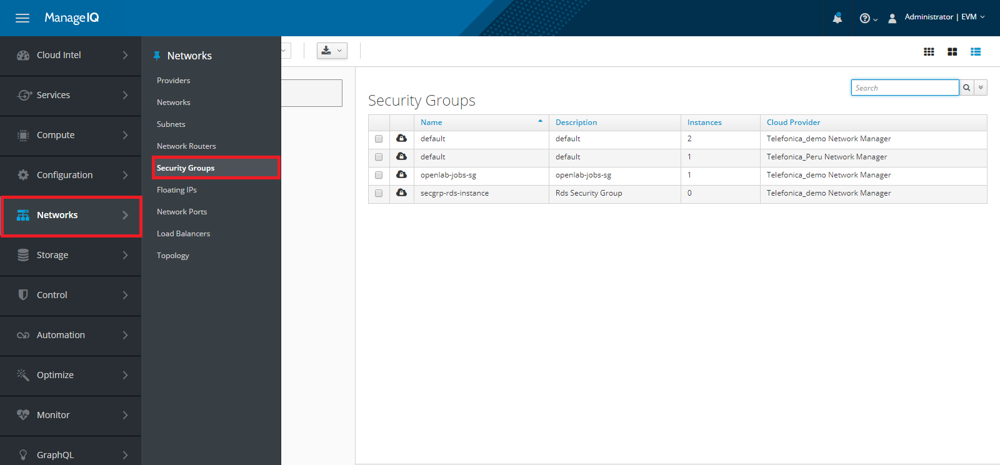 ManageIQ
Administrator | EVM
Cloud Intel
Services
Compute
Configuration
Networks
Storage
Control
Automation
Optimize
Monitor
GraphQL
Networks
Providers
Networks
Subnets
Network Routers
Security Groups
Floating IPs
Network Ports
Load Balancers
Topology
Search
Security Groups
Name Description Instances Cloud Provider
default default 2 Telefonica_demo Network Manager
default default 1 Telefonica_Peru Network Manager
openlab-jobs-sg openlab-jobs-sg 1 Telefonica_demo Network Manager
secgrp-rds-instance Rds Security Group 0 Telefonica_demo Network Manager